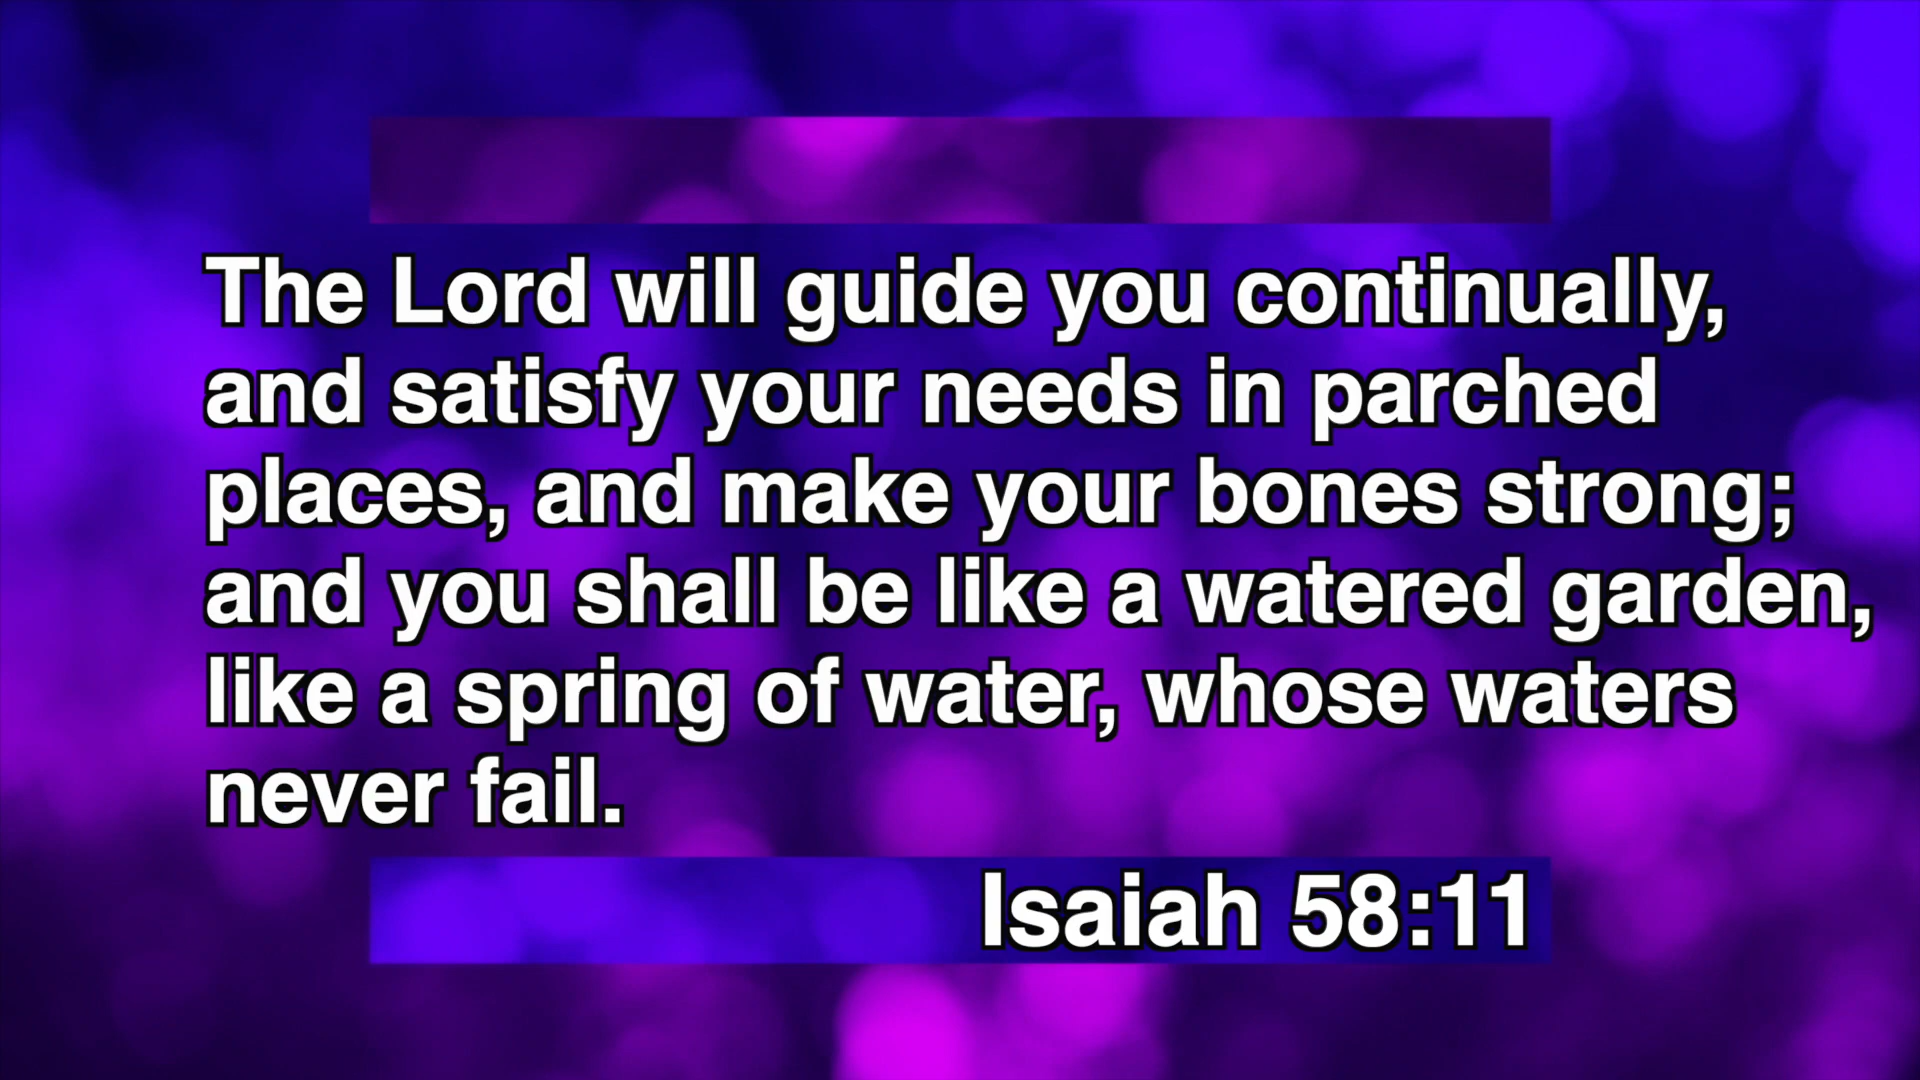 The Lord will guide you continually,
and satisfy your needs in parched
places, and make your bones strong;
and you shall be like a watered garden,
like a spring of water, whose waters
never fail.
Isaiah 58:11